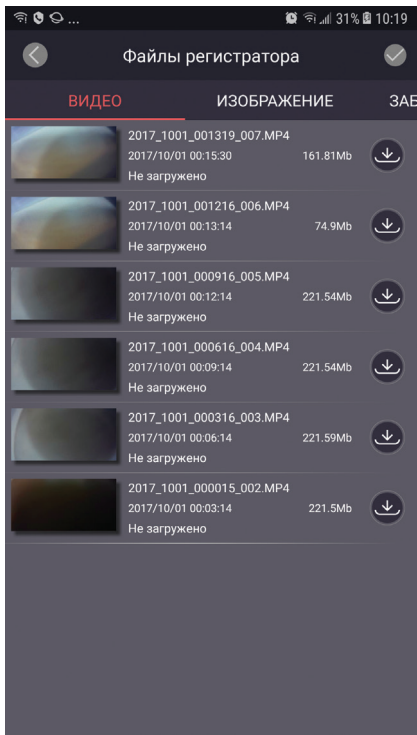 ... 31% 10:19
Файлы регистратора
ВИДЕО ИЗОБРАЖЕНИЕ ЗАБ
2017_1001_001319_007.MP4
2017/10/01 00:15:30 161.81Mb
Не загружено
2017_1001_001216_006.MP4
2017/10/01 00:13:14 74.9Mb
Не загружено
2017_1001_000916_005.MP4
2017/10/01 00:12:14 221.54Mb
Не загружено
2017_1001_000616_004.MP4
2017/10/01 00:09:14 221.54Mb
Не загружено
2017_1001_000316_003.MP4
2017/10/01 00:06:14 221.59Mb
Не загружено
2017_1001_000015_002.MP4
2017/10/01 00:03:14 221.5Mb
Не загружено